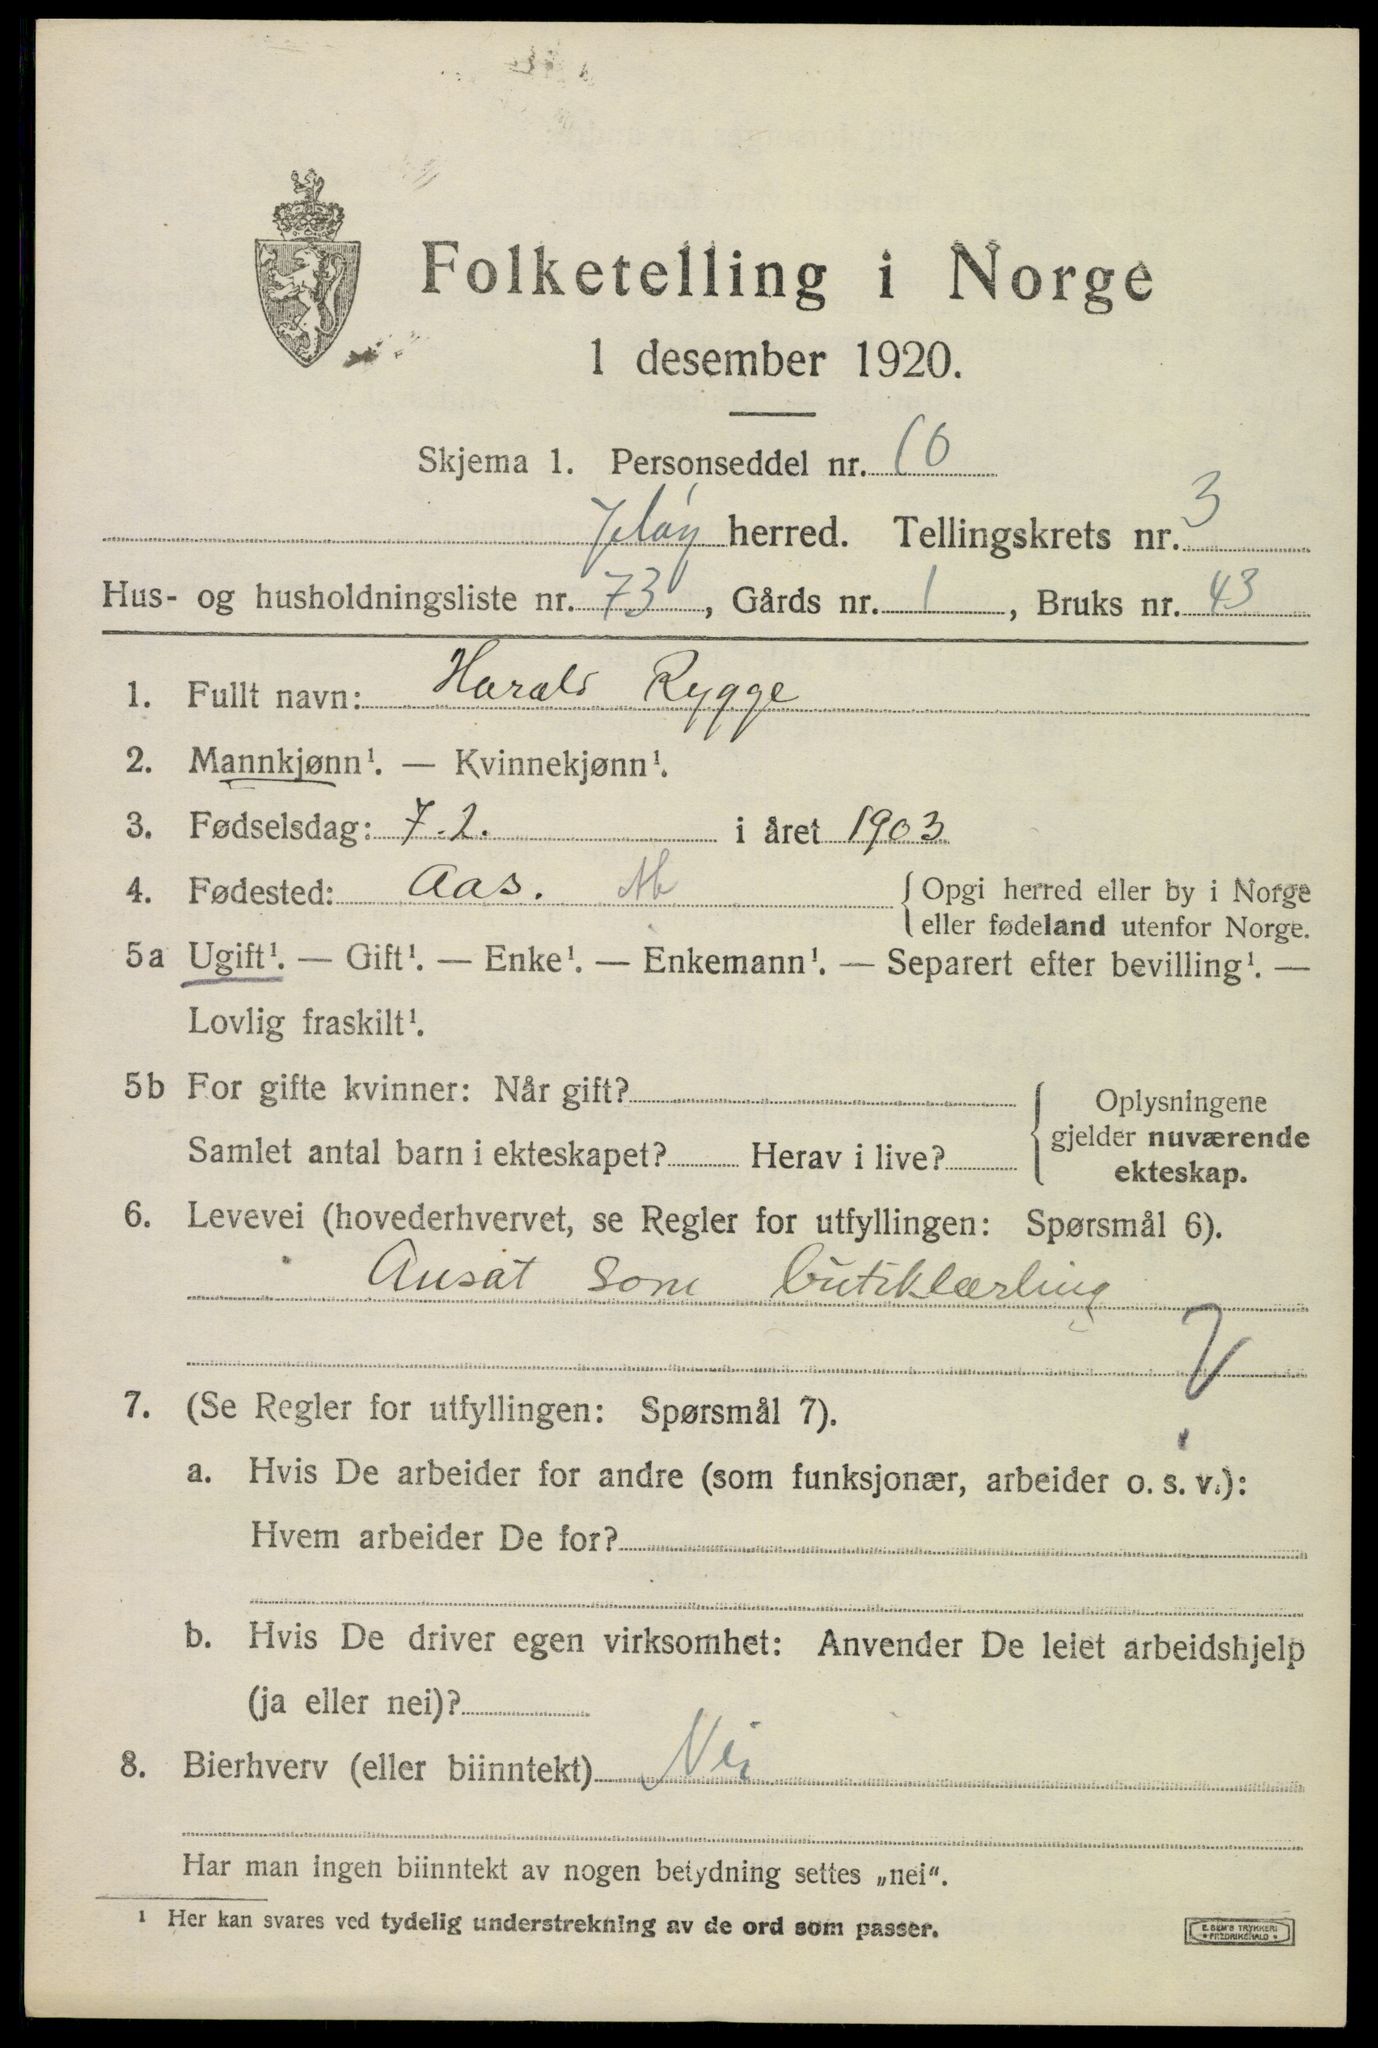 Folketelling i Norge
1 desember 1920.
Skjema 1. Personseddel nr. 10
Jeløy herred. Tellingskrets nr. 3
Hus- og husholdningsliste nr. 73, Gårds nr. 1, Bruks nr. 43
1. Fullt navn: Harald Rygge
2. Mannkjønn¹. — Kvinnekjønn¹.
3. Fødselsdag: 7.2. i året 1903
4. Fødested: Aas. Ak {Opgi herred eller by i Norge
eller fødeland utenfor Norge.
5a Ugift¹. — Gift¹. — Enke¹. — Enkemann¹. — Separert efter bevilling¹. —
Lovlig fraskilt¹.
5b For gifte kvinner: Når gift?
Samlet antal barn i ekteskapet? Herav i live?
{Oplysningene
gjelder nuværende
ekteskap.
6. Levevei (hovederhvervet, se Regler for utfyllingen: Spørsmål 6).
Ansat som butiklærling
7. (Se Regler for utfyllingen: Spørsmål 7).
a. Hvis De arbeider for andre (som funksjonær, arbeider o. s. v.):
Hvem arbeider De for?
b. Hvis De driver egen virksomhet: Anvender De leiet arbeidshjelp
(ja eller nei)?
8. Bierhverv (eller biinntekt) Nei
Har man ingen biinntekt av nogen betydning settes „nei“.
¹ Her kan svares ved tydelig understrekning av de ord som passer.
E. SEM'S TRYKKERI
FREDRIKSHALD